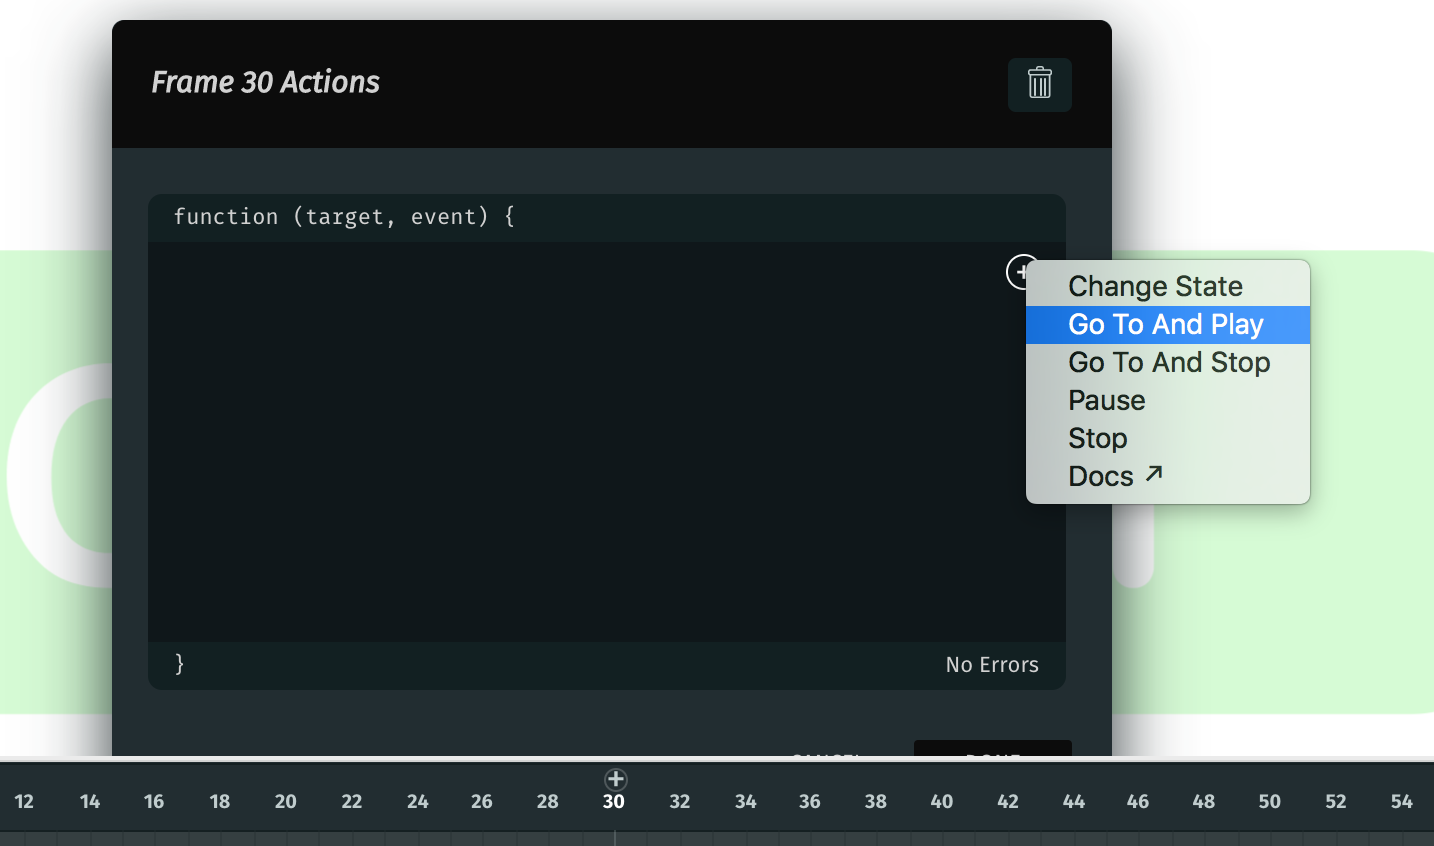 Frame 30 Actions
function (target, event) {
Change State
Go To And Play
Go To And Stop
Pause
Stop
Docs ↗
}
No Errors
CANCEL
DONE
12 14 16 18 20 22 24 26 28 30 32 34 36 38 40 42 44 46 48 50 52 54